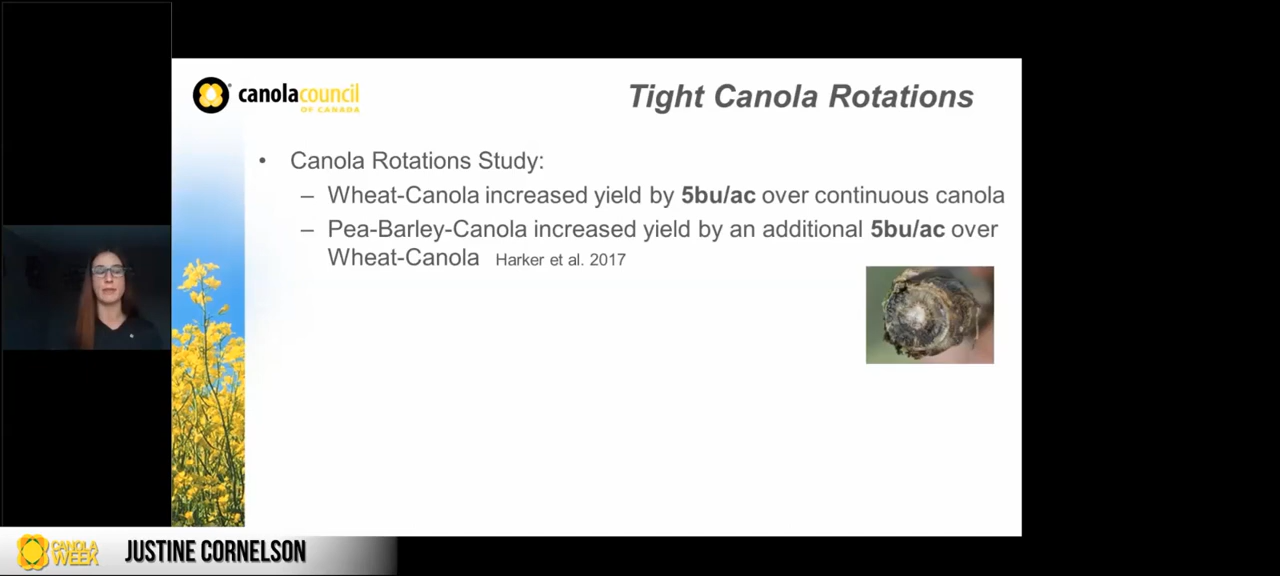 canolacouncil
OF CANADA
Tight Canola Rotations
• Canola Rotations Study:
– Wheat-Canola increased yield by 5bu/ac over continuous canola
– Pea-Barley-Canola increased yield by an additional 5bu/ac over
Wheat-Canola Harker et al. 2017
CANOLA
WEEK
JUSTINE CORNELSON